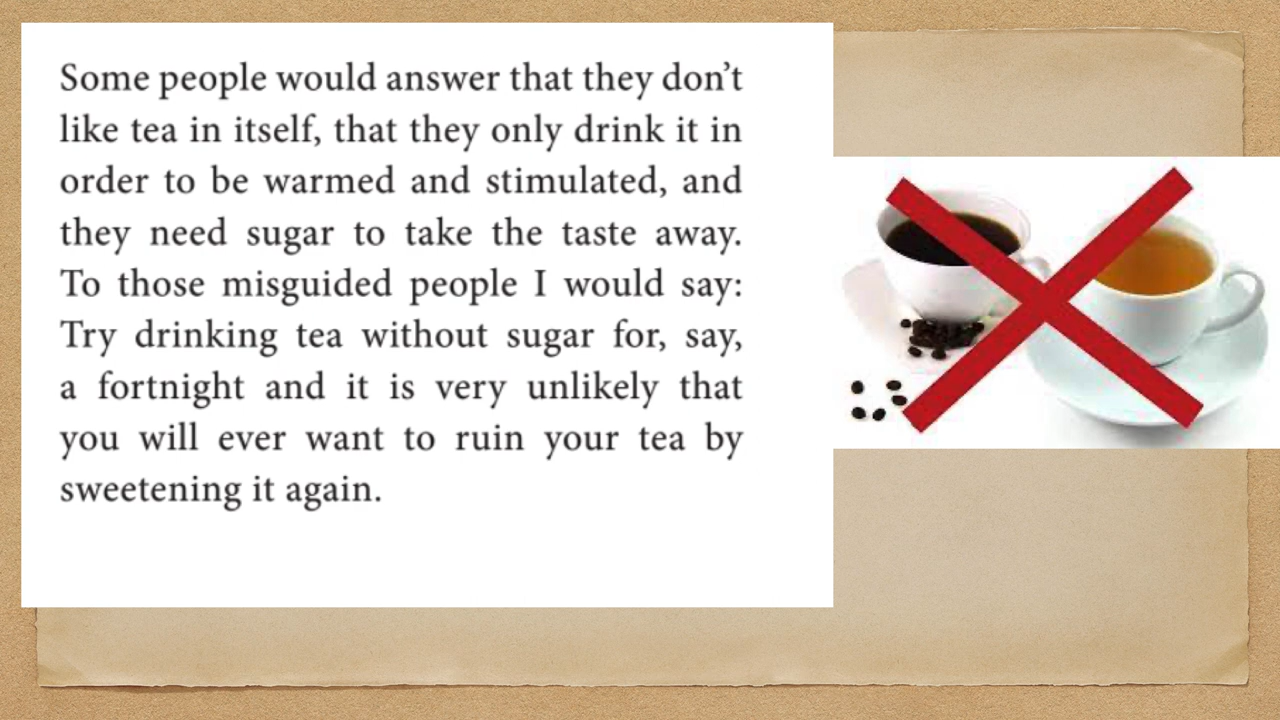 Some people would answer that they don’t
like tea in itself, that they only drink it in
order to be warmed and stimulated, and
they need sugar to take the taste away.
To those misguided people I would say:
Try drinking tea without sugar for, say,
a fortnight and it is very unlikely that
you will ever want to ruin your tea by
sweetening it again.